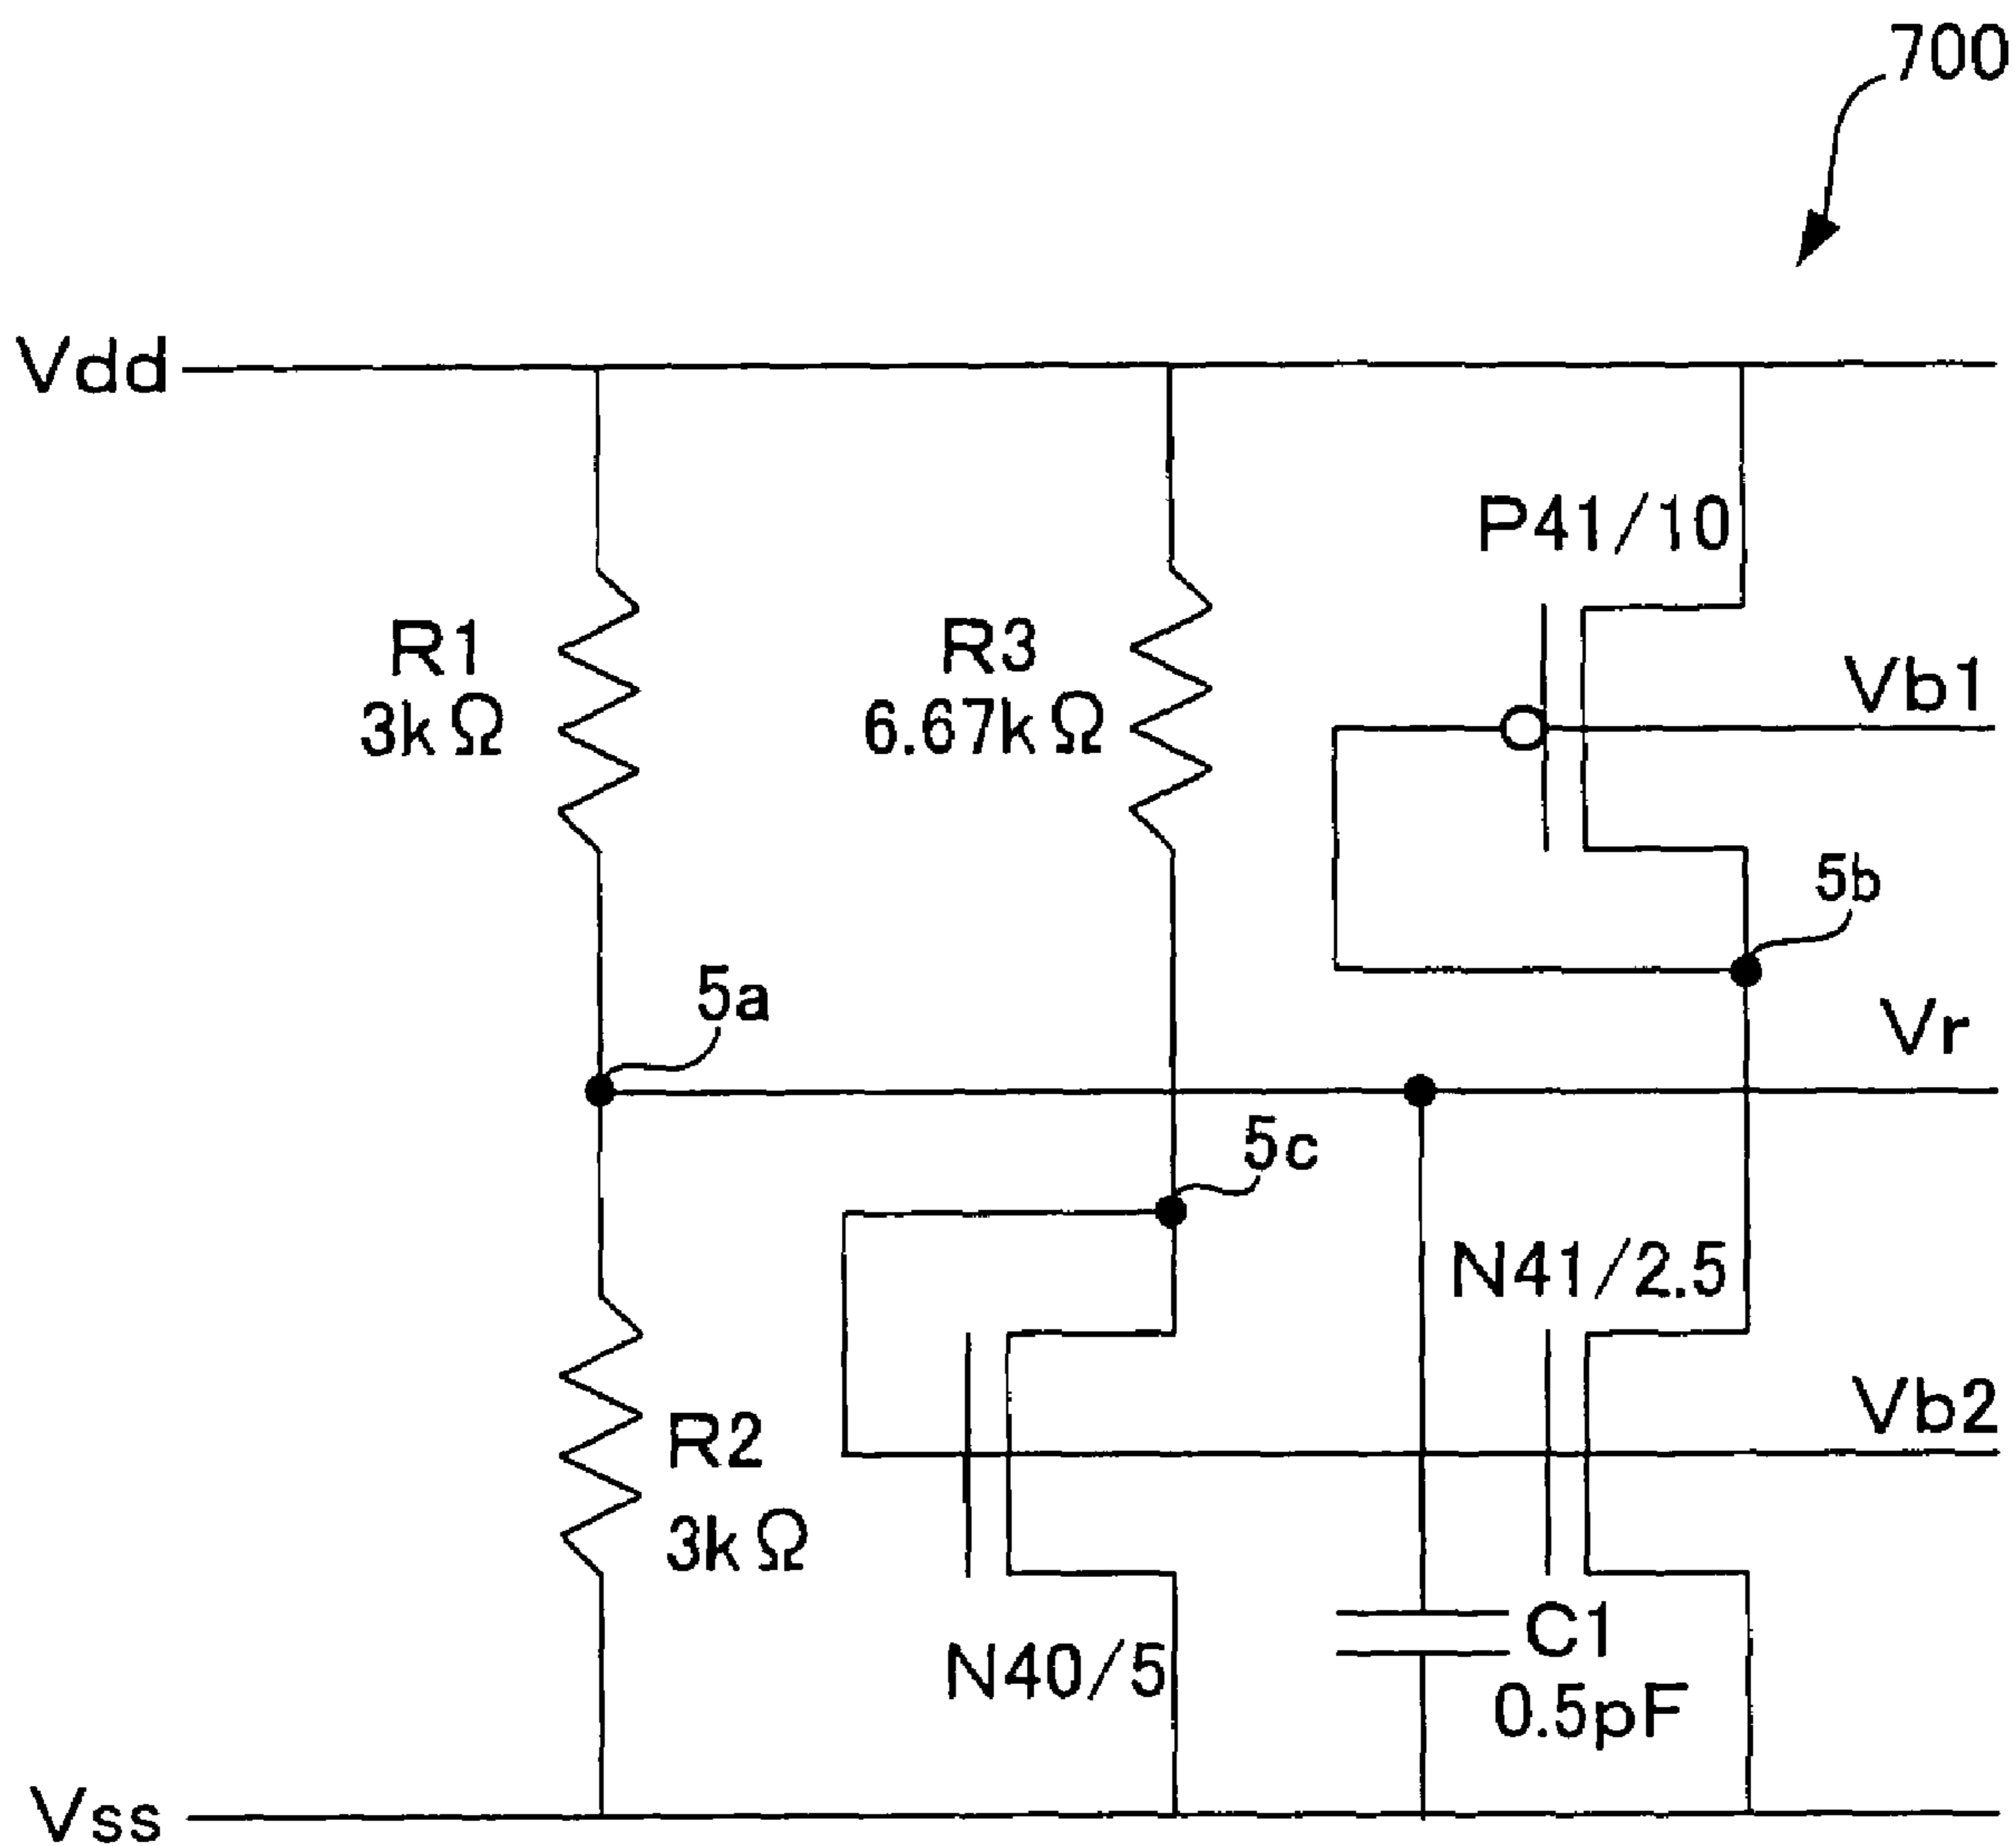 700
Vdd
P41/10
R1
3kΩ
R3
6.67kΩ
Vb1
5b
5a
Vr
5c
N41/2.5
Vb2
R2
3kΩ
N40/5
C1
0.5pF
Vss